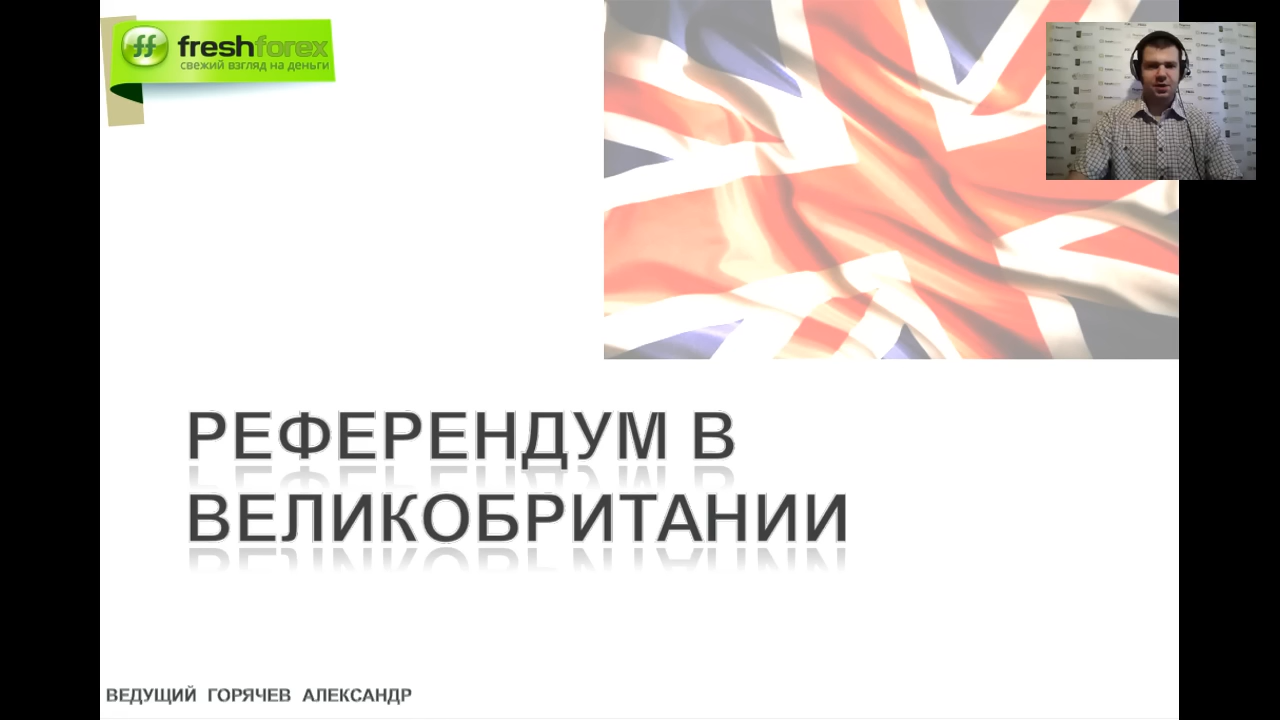 freshforex
свежий взгляд на деньги
РЕФЕРЕНДУМ В
ВЕЛИКОБРИТАНИИ
ВЕДУЩИЙ ГОРЯЧЕВ АЛЕКСАНДР